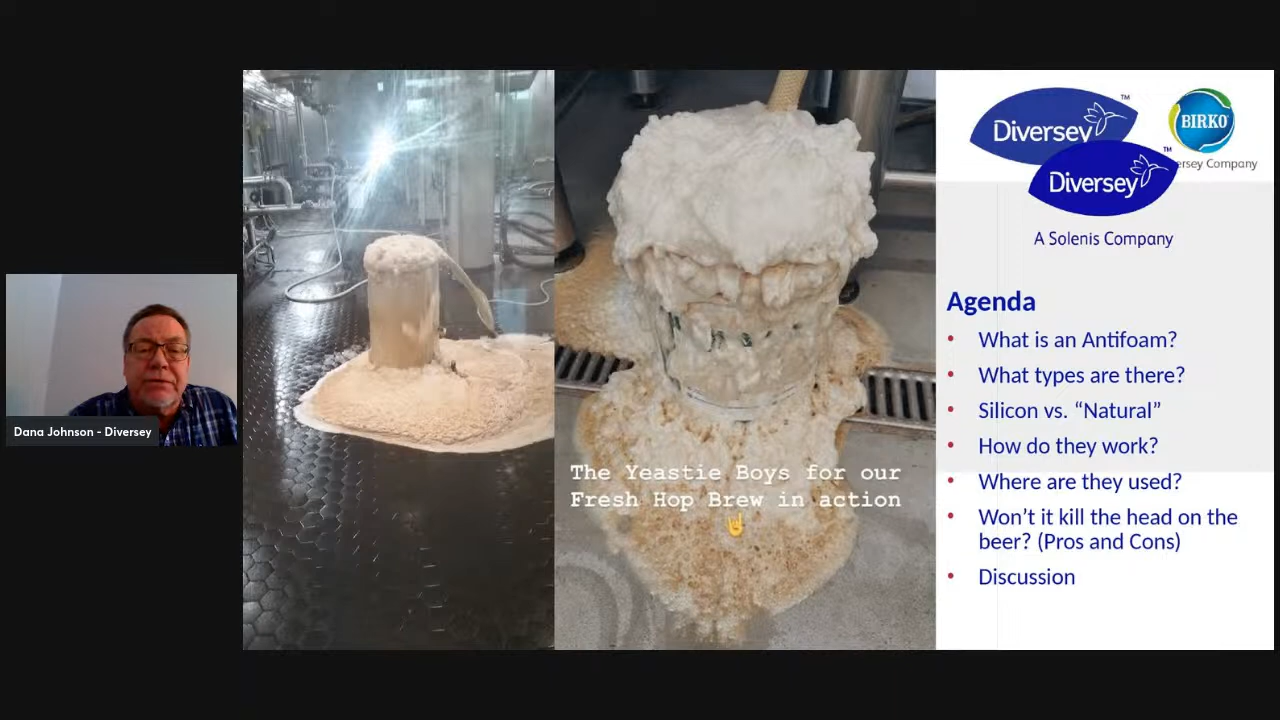 Dana Johnson - Diversey
The Yeastie Boys for our
Fresh Hop Brew in action
Diversey™
BIRKO
ersey Company
Diversey™
A Solenis Company
Agenda
• What is an Antifoam?
• What types are there?
• Silicon vs. “Natural”
• How do they work?
• Where are they used?
• Won’t it kill the head on the
beer? (Pros and Cons)
• Discussion